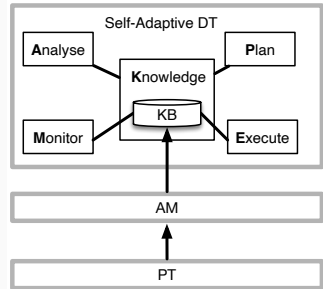 Self-Adaptive DT
Analyse
Plan
Knowledge
KB
Monitor
Execute
AM
PT